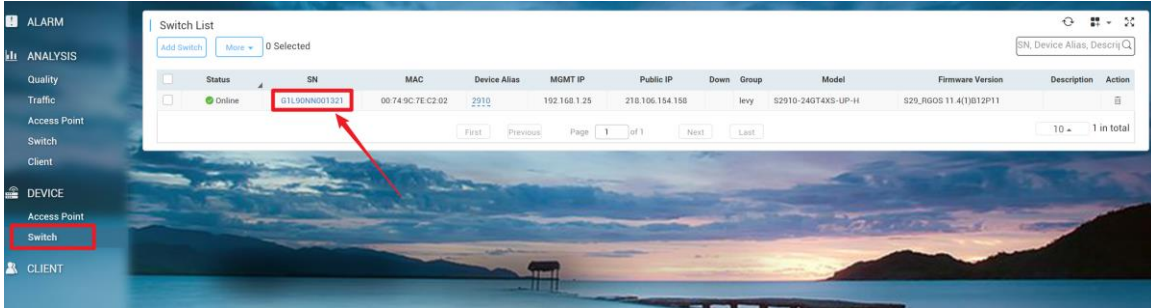 ALARM
ANALYSIS
Quality
Traffic
Access Point
Switch
Client
DEVICE
Access Point
Switch
CLIENT
Switch List
Add Switch More 0 Selected
SN, Device Alias, Descrip
Status SN MAC Device Alias MGMT IP Public IP Down Group Model Firmware Version Description Action
Online G1L90NN001321 00:74:9C:7E:C2:02 2910 192.168.1.25 218.106.154.158 levy S2910-24GT4XS-UP-H S29_RGOS 11.4(1)B12P11
First Previous Page 1 of 1 Next Last 10 1 in total